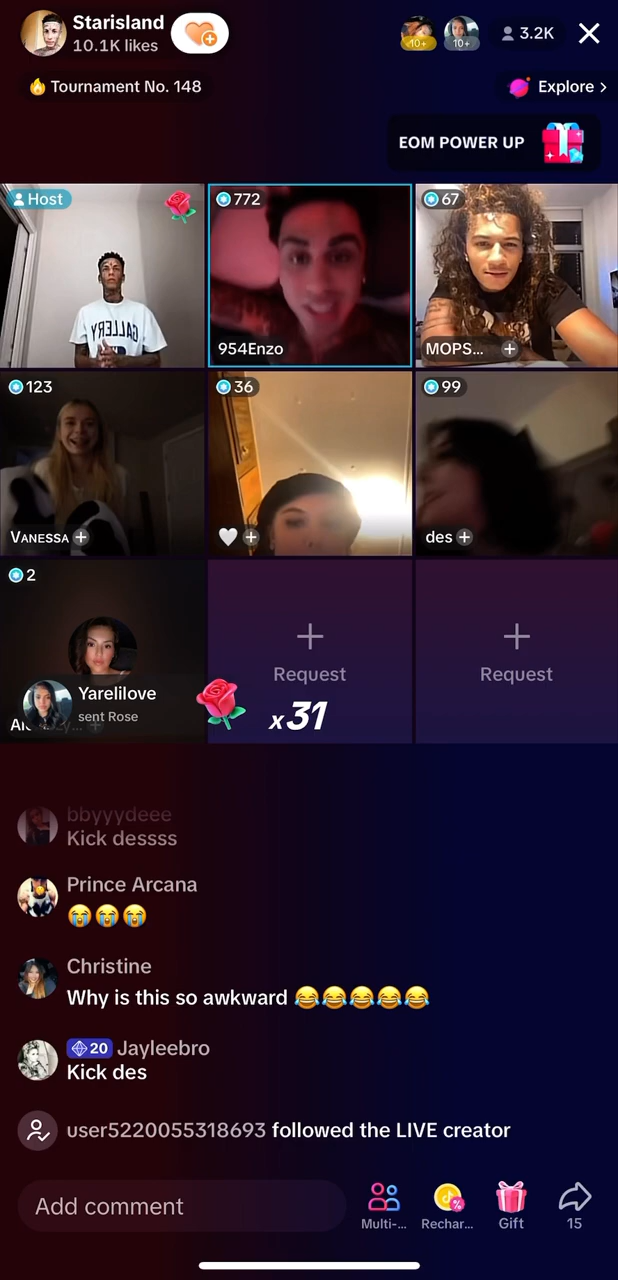 Starisland
10.1K likes
10+
10+
3.2K
Tournament No. 148
Explore >
EOM POWER UP
Host
772
67
GALLERY
954Enzo
MOPS...
123
36
99
VANESSA
des
2
Yarelilove
sent Rose
Request
Request
x31
bbyyydeee
Kick dessss
Prince Arcana
😭😭😭
Christine
Why is this so awkward 😂😂😂😂😂
20 Jayleebro
Kick des
user5220055318693 followed the LIVE creator
Add comment
Multi-...
Rechar...
Gift
15